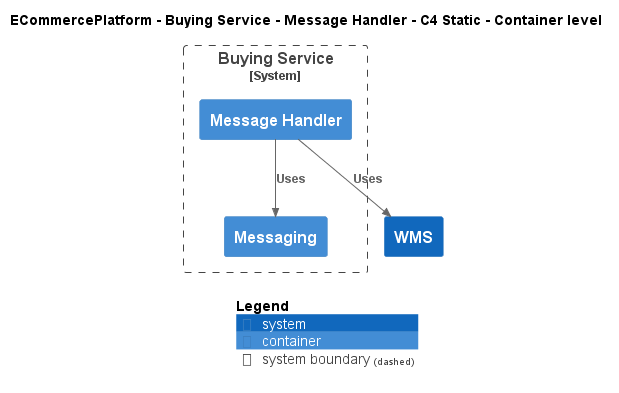 ECommercePlatform - Buying Service - Message Handler - C4 Static - Container level
Buying Service
[System]
Message Handler
Uses
Uses
Messaging
WMS
Legend
system
container
system boundary (dashed)